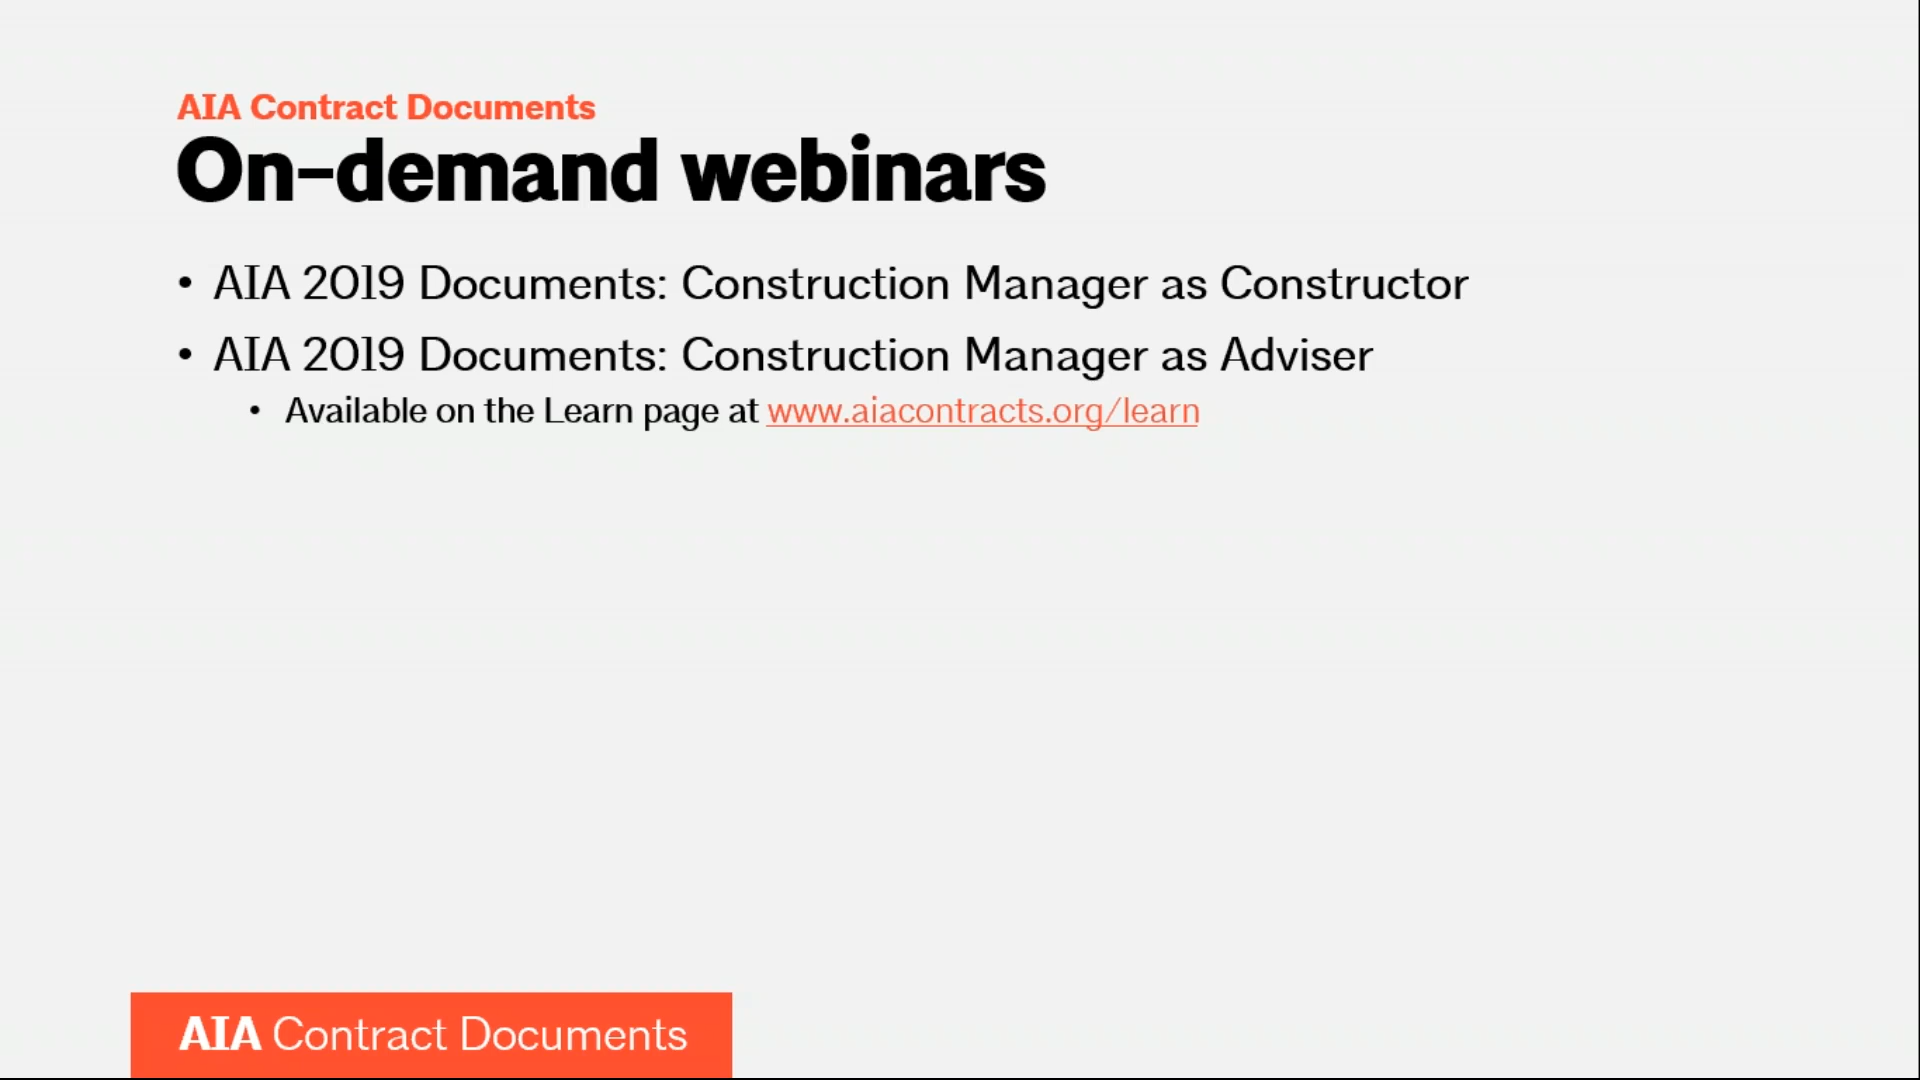 AIA Contract Documents
On-demand webinars
• AIA 2019 Documents: Construction Manager as Constructor
• AIA 2019 Documents: Construction Manager as Adviser
• Available on the Learn page at www.aiacontracts.org/learn
AIA Contract Documents